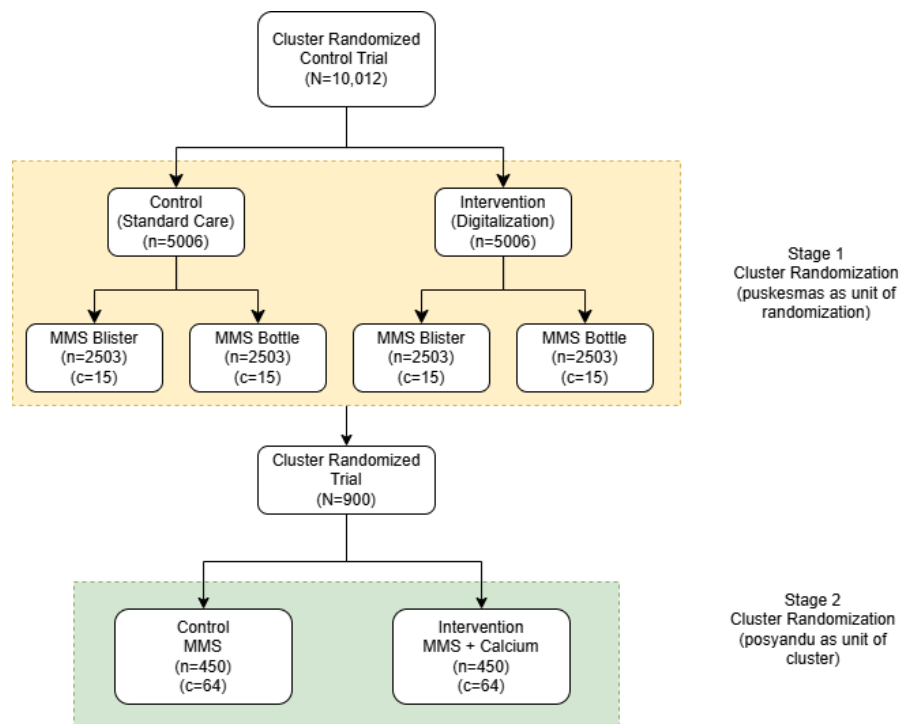 Cluster Randomized
Control Trial
(N=10,012)
Control
(Standard Care)
(n=5006)
Intervention
(Digitalization)
(n=5006)
Stage 1
Cluster Randomization
(puskesmas as unit of
randomization)
MMS Blister
(n=2503)
(c=15)
MMS Bottle
(n=2503)
(c=15)
MMS Blister
(n=2503)
(c=15)
MMS Bottle
(n=2503)
(c=15)
Cluster Randomized
Trial
(N=900)
Control
MMS
(n=450)
(c=64)
Intervention
MMS + Calcium
(n=450)
(c=64)
Stage 2
Cluster Randomization
(posyandu as unit of
cluster)